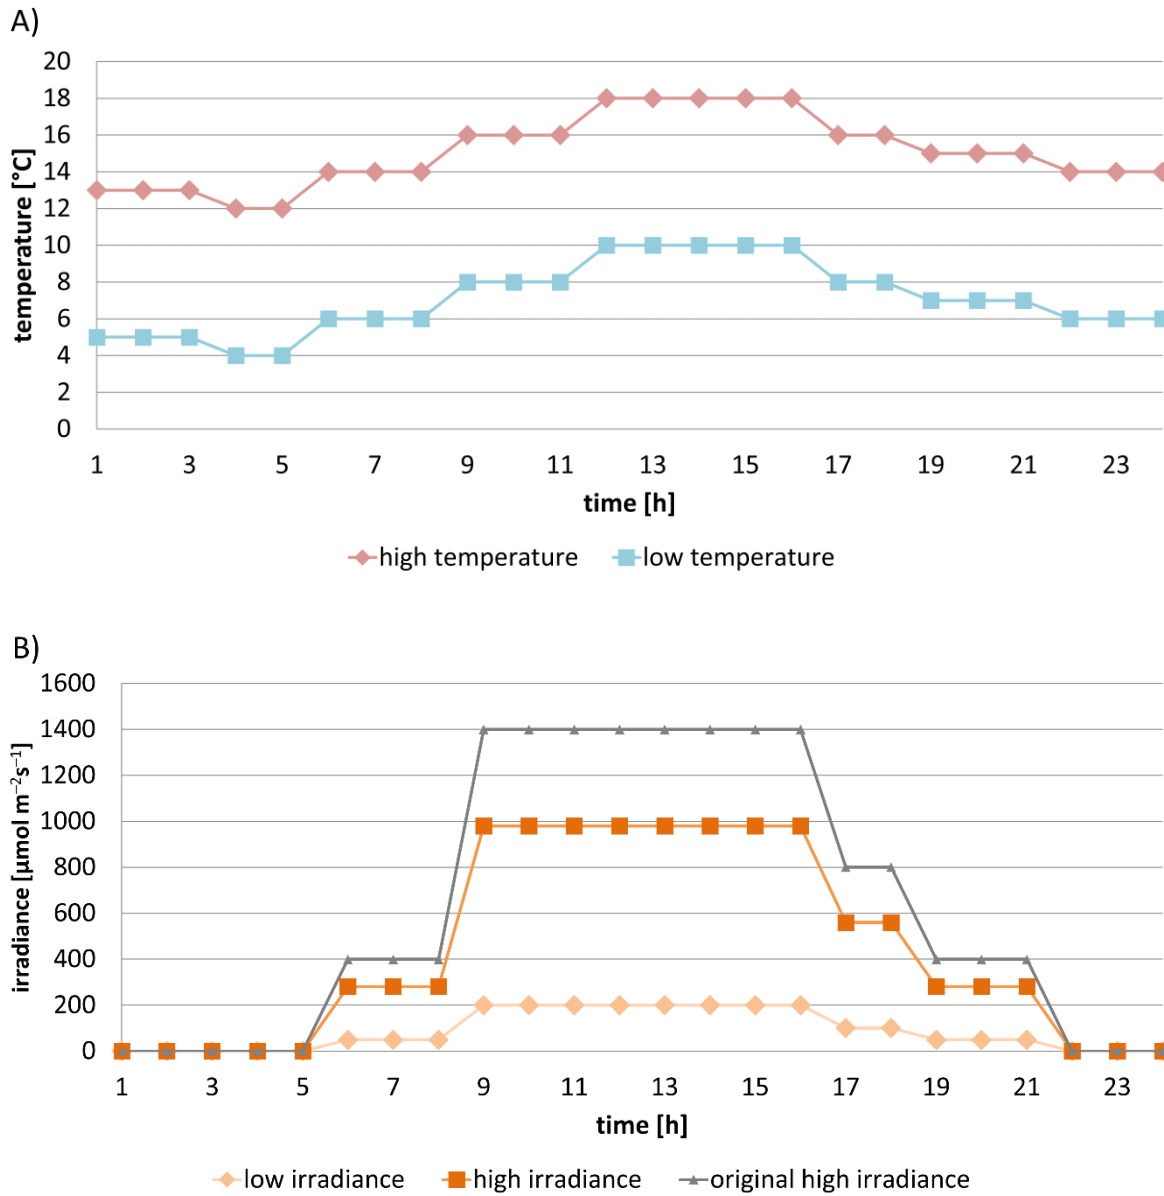 A)
temperature [°C]
20
18
16
14
12
10
8
6
4
2
0
1 3 5 7 9 11 13 15 17 19 21 23
time [h]
high temperature low temperature
B)
irradiance [µmol m⁻²s⁻¹]
1600
1400
1200
1000
800
600
400
200
0
1 3 5 7 9 11 13 15 17 19 21 23
time [h]
low irradiance high irradiance original high irradiance